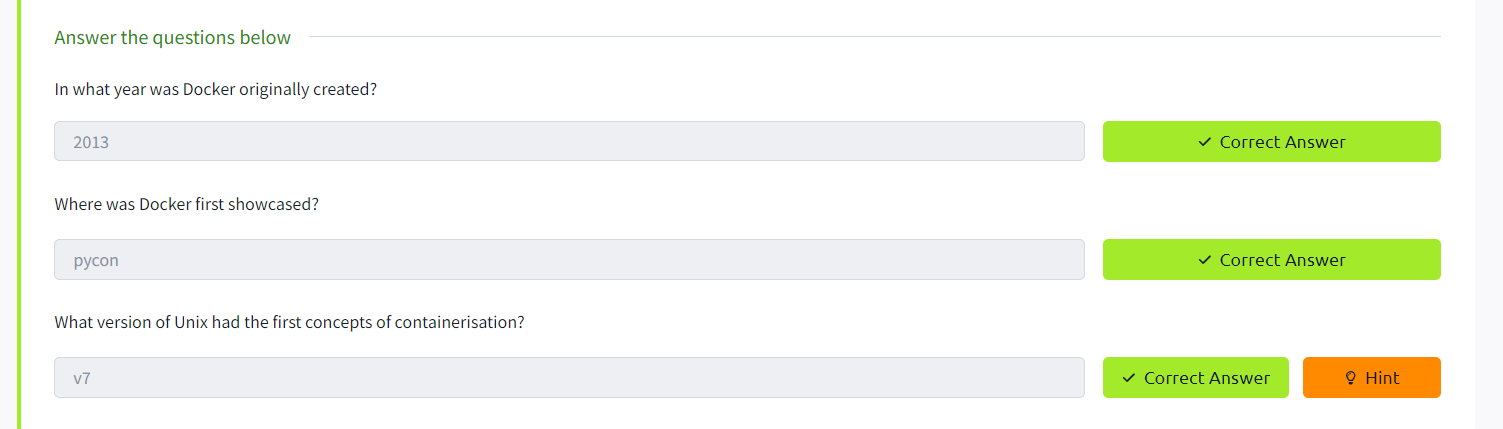 Answer the questions below
In what year was Docker originally created?
2013
Correct Answer
Where was Docker first showcased?
pycon
Correct Answer
What version of Unix had the first concepts of containerisation?
v7
Correct Answer
Hint